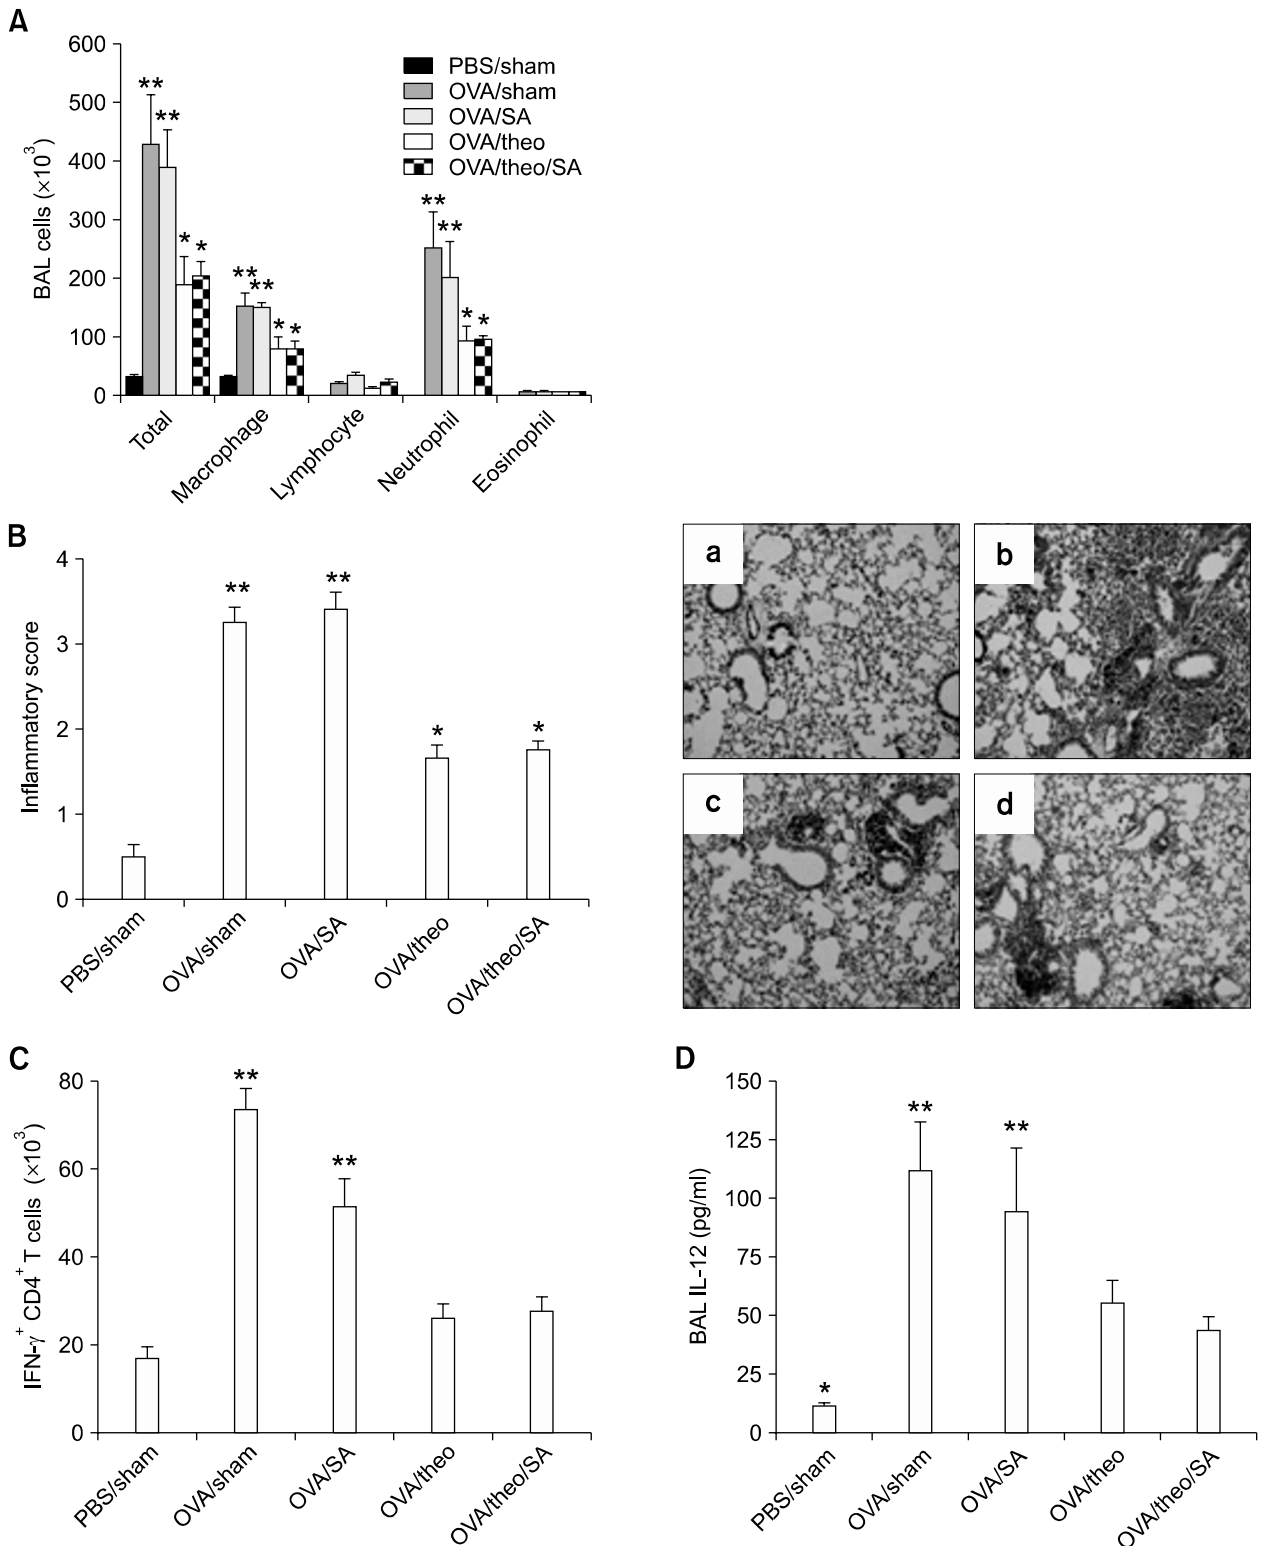 A
600
500
400
300
200
100
0
BAL cells (×10³)
PBS/sham
OVA/sham
OVA/SA
OVA/theo
OVA/theo/SA
** ** * *
** ** * *
** ** * *
Total
Macrophage
Lymphocyte
Neutrophil
Eosinophil
B
4
3
2
1
0
Inflammatory score
** ** * *
PBS/sham
OVA/sham
OVA/SA
OVA/theo
OVA/theo/SA
a
b
c
d
C
80
60
40
20
0
IFN-γ⁺ CD4⁺ T cells (×10³)
** **
PBS/sham
OVA/sham
OVA/SA
OVA/theo
OVA/theo/SA
D
150
125
100
75
50
25
0
BAL IL-12 (pg/ml)
* ** **
PBS/sham
OVA/sham
OVA/SA
OVA/theo
OVA/theo/SA